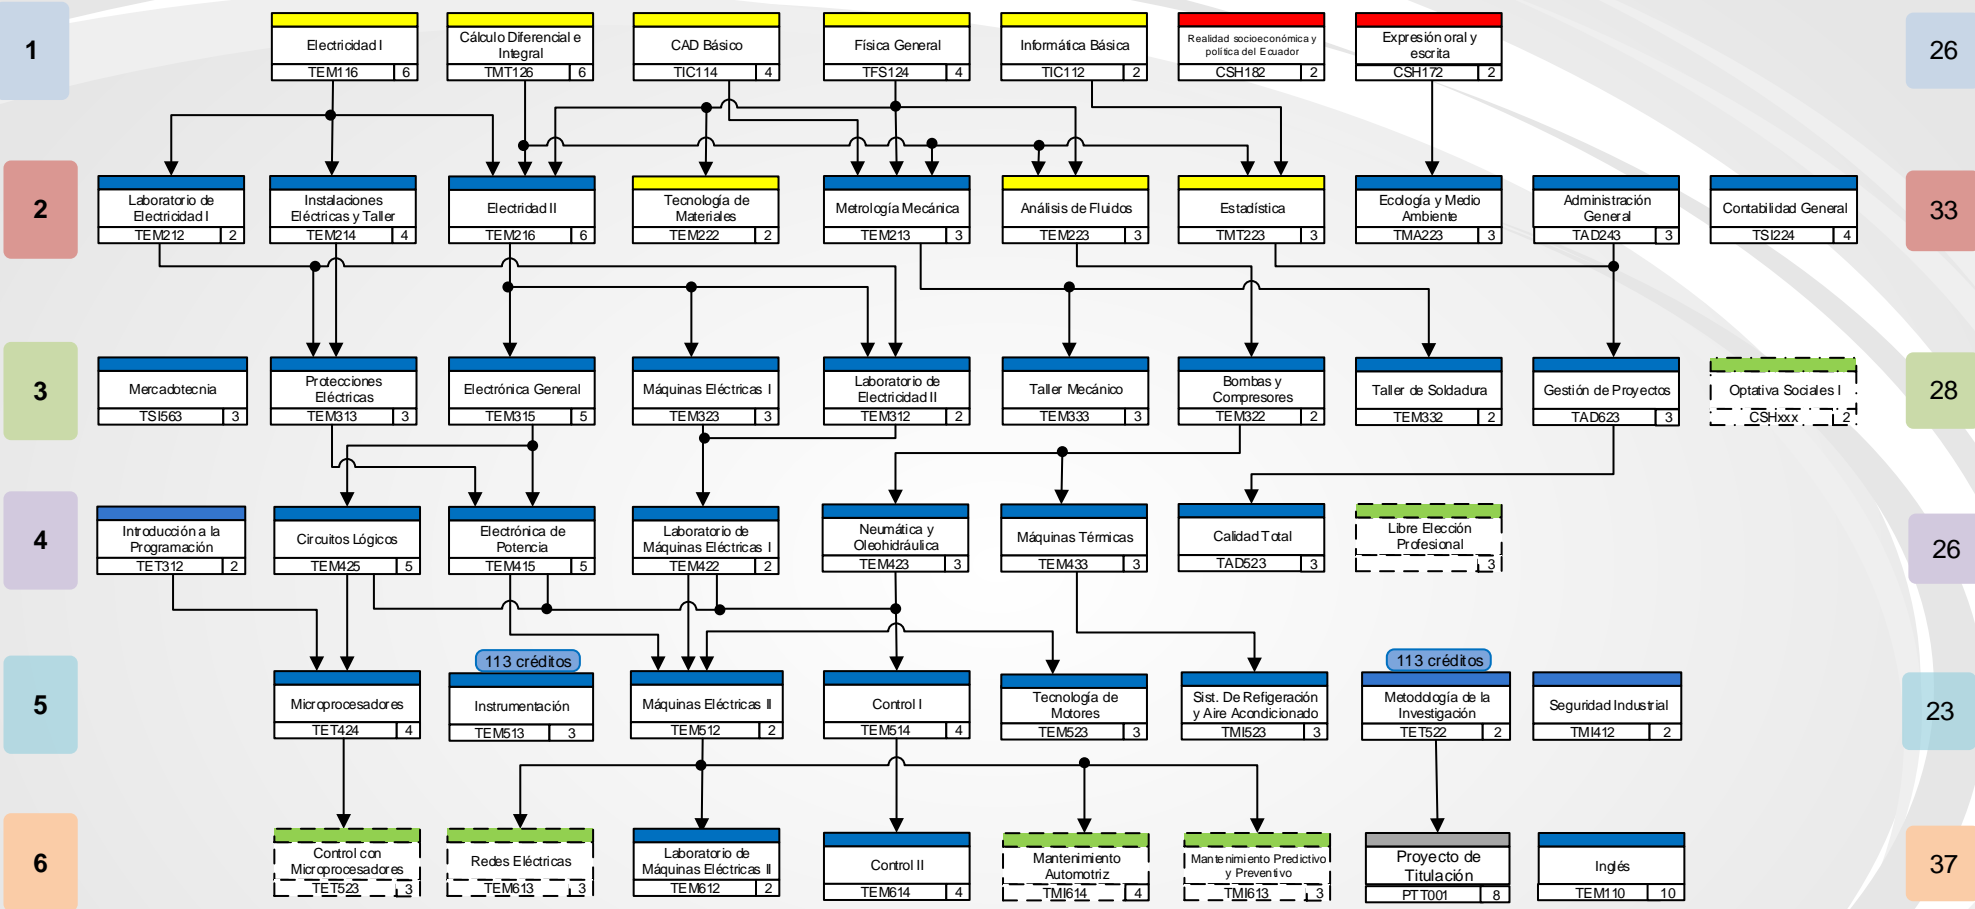 1
Electricidad I
TEM116 6
Cálculo Diferencial e
Integral
TMT126 6
CAD Básico
TIC114 4
Física General
TFS124 4
Informática Básica
TIC112 2
Realidad socioeconómica y
política del Ecuador
CSH182 2
Expresión oral y
escrita
CSH172 2
26
2
Laboratorio de
Electricidad I
TEM212 2
Instalaciones
Eléctricas y Taller
TEM214 4
Electridad II
TEM216 6
Tecnología de
Materiales
TEM222 2
Metrología Mecánica
TEM213 3
Análisis de Fluidos
TEM223 3
Estadística
TMT223 3
Ecología y Medio
Ambiente
TMA223 3
Administración
General
TAD243 3
Contabilidad General
TSI224 4
33
3
Mercadotecnia
TSI563 3
Protecciones
Eléctricas
TEM313 3
Electrónica General
TEM315 5
Máquinas Eléctricas I
TEM323 3
Laboratorio de
Electricidad II
TEM312 2
Taller Mecánico
TEM333 3
Bombas y
Compresores
TEM322 2
Taller de Soldadura
TEM332 2
Gestión de Proyectos
TAD623 3
Optativa Sociales I
CSHxxx 2
28
4
Introducción a la
Programación
TET312 2
Circuitos Lógicos
TEM425 5
Electrónica de
Potencia
TEM415 5
Laboratorio de
Máquinas Eléctricas I
TEM422 2
Neumática y
Oleohidráulica
TEM423 3
Máquinas Térmicas
TEM433 3
Calidad Total
TAD523 3
Libre Elección
Profesional
3
26
5
Microprocesadores
TET424 4
113 créditos
Instrumentación
TEM513 3
Máquinas Eléctricas II
TEM512 2
Control I
TEM514 4
Tecnología de
Motores
TEM523 3
Sist. De Refigeración
y Aire Acondicionado
TMI523 3
113 créditos
Metodología de la
Investigación
TET522 2
Seguridad Industrial
TMI412 2
23
6
Control con
Microprocesadores
TET523 3
Redes Eléctricas
TEM613 3
Laboratorio de
Máquinas Eléctricas II
TEM612 2
Control II
TEM614 4
Mantenimiento
Automotriz
TMI614 4
Mantenimiento Predictivo
y Preventivo
TMI613 3
Proyecto de
Titulación
PTT001 8
Inglés
TEM110 10
37